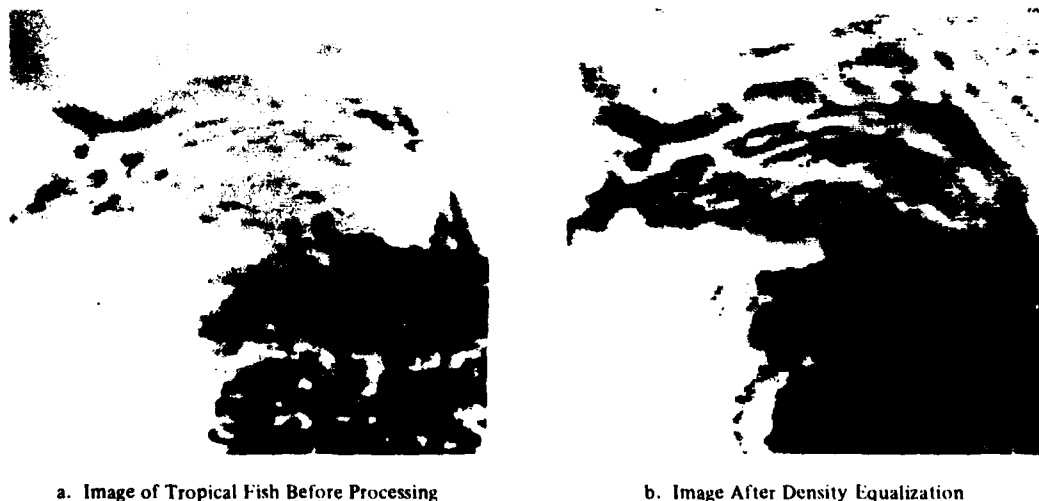 a. Image of Tropical Fish Before Processing
b. Image After Density Equalization